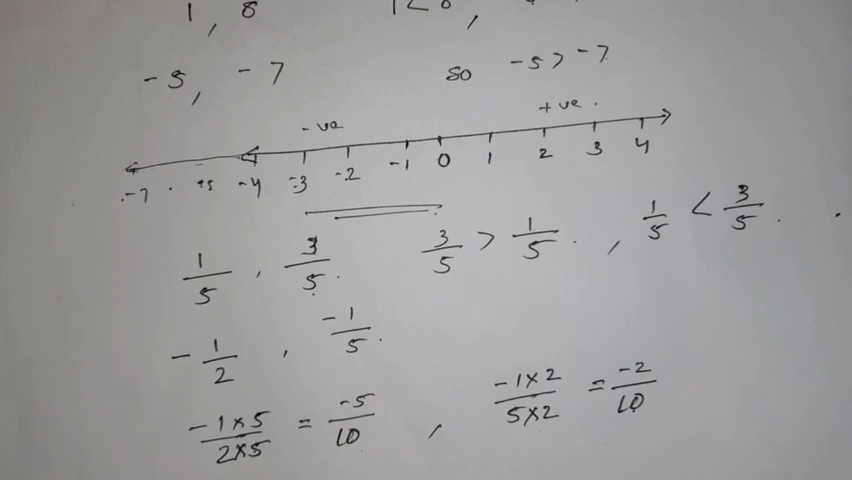 1, 8 1<8,
-5, -7 so -5 > -7
-ve +ve.
-7 -4 -3 -2 -1 0 1 2 3 4
1/5, 3/5. 3/5 > 1/5., 1/5 < 3/5.
-1/2, -1/5.
-1×5/2×5 = -5/10, -1×2/5×2 = -2/10